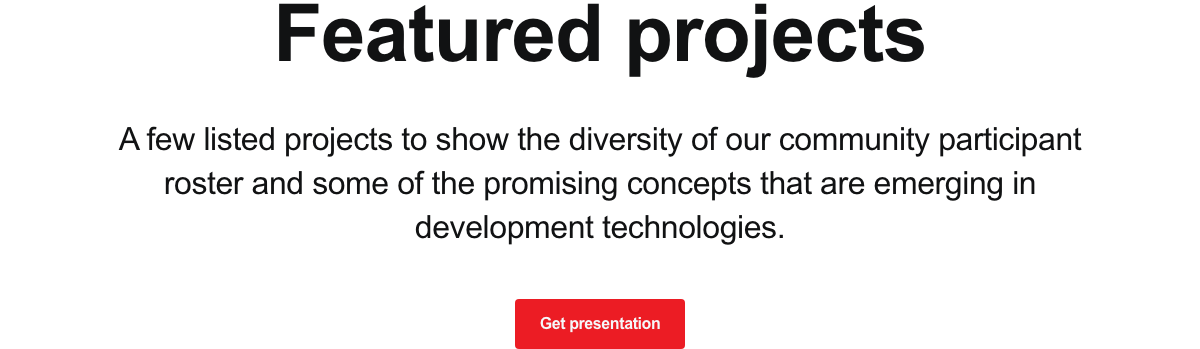 Featured projects
A few listed projects to show the diversity of our community participant
roster and some of the promising concepts that are emerging in
development technologies.
Get presentation